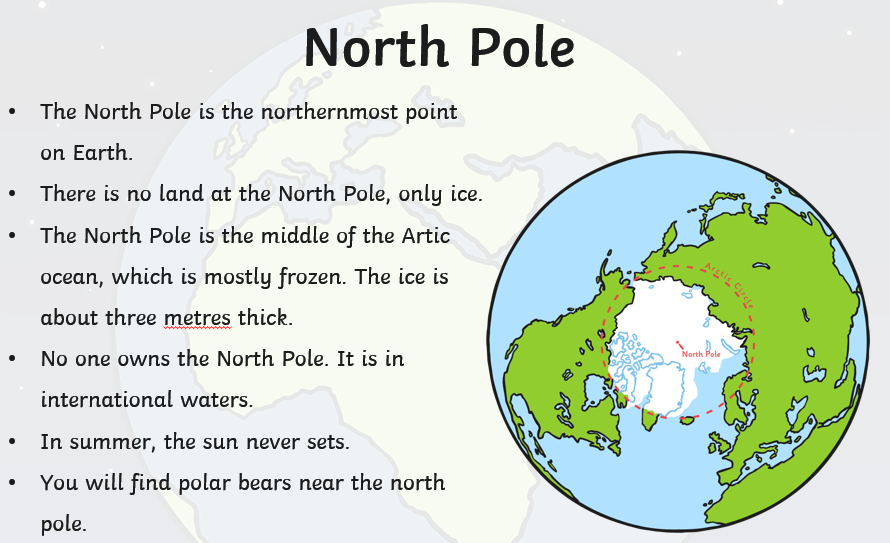 North Pole
• The North Pole is the northernmost point
on Earth.
• There is no land at the North Pole, only ice.
• The North Pole is the middle of the Artic
ocean, which is mostly frozen. The ice is
about three metres thick.
• No one owns the North Pole. It is in
international waters.
• In summer, the sun never sets.
• You will find polar bears near the north
pole.
Arctic Circle
North Pole